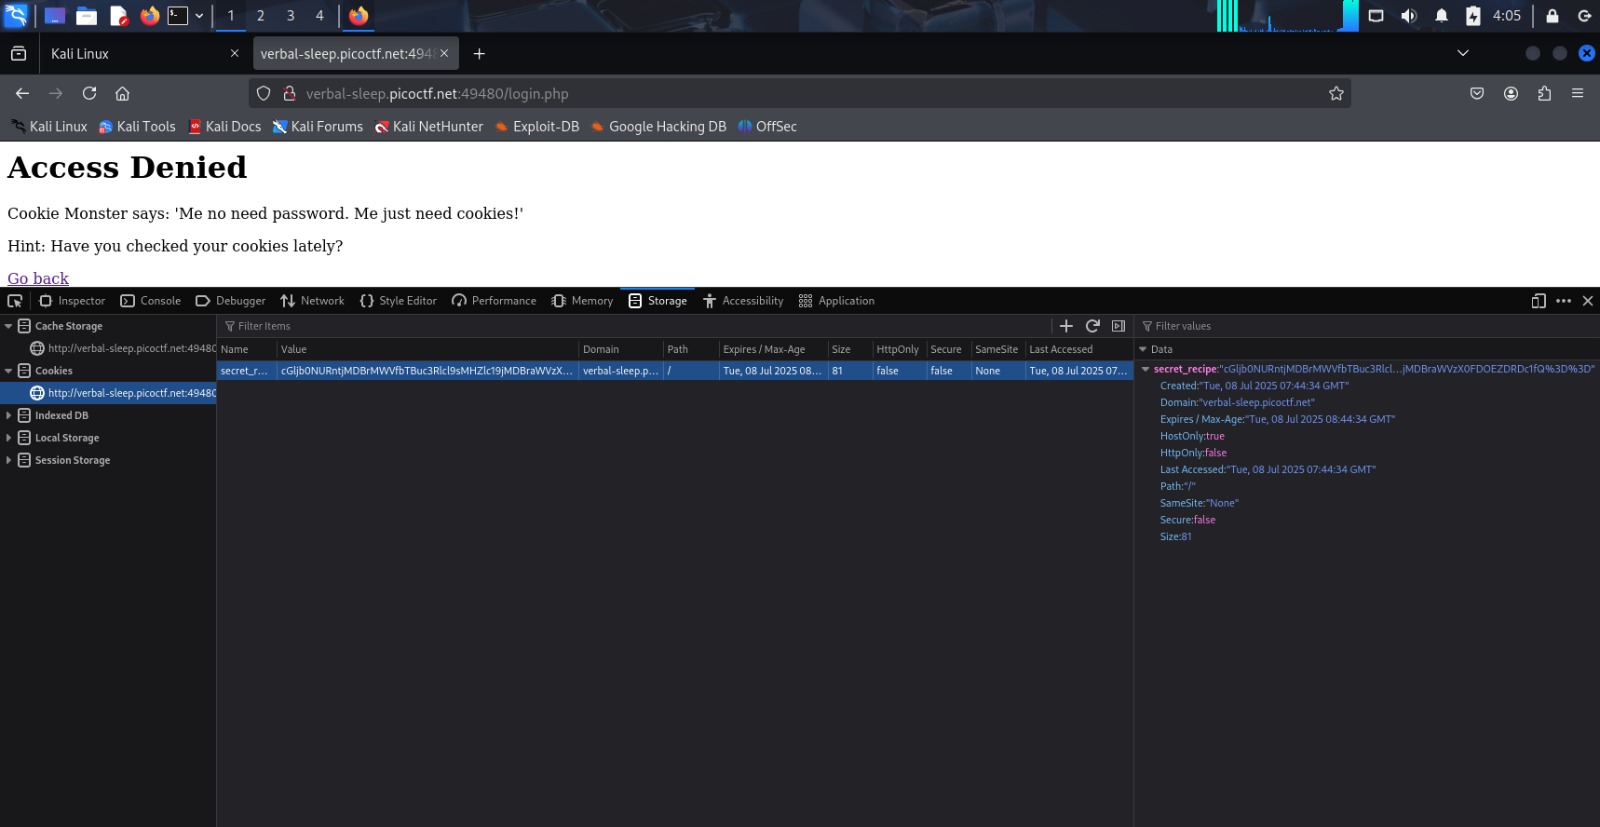 1 2 3 4 4:05
Kali Linux verbal-sleep.picoctf.net:4948
verbal-sleep.picoctf.net:49480/login.php
Kali Linux Kali Tools Kali Docs Kali Forums Kali NetHunter Exploit-DB Google Hacking DB OffSec
Access Denied
Cookie Monster says: 'Me no need password. Me just need cookies!'
Hint: Have you checked your cookies lately?
Go back
Inspector Console Debugger Network Style Editor Performance Memory Storage Accessibility Application
Cache Storage Filter Items Filter values
http://verbal-sleep.picoctf.net:49480 Name Value Domain Path Expires / Max-Age Size HttpOnly Secure SameSite Last Accessed Data
Cookies secret_r... cGljb0NURntjMDBrMWVfbTBuc3Rlcl9sMHZlc19jMDBraWVzX... verbal-sleep.p... / Tue, 08 Jul 2025 08... 81 false false None Tue, 08 Jul 2025 07... secret_recipe:"cGljb0NURntjMDBrMWVfbTBuc3Rlcl...jMDBraWVzX0FDOEZDRDc1fQ%3D%3D"
http://verbal-sleep.picoctf.net:49480 Created:"Tue, 08 Jul 2025 07:44:34 GMT"
Domain:"verbal-sleep.picoctf.net"
Indexed DB Expires / Max-Age:"Tue, 08 Jul 2025 08:44:34 GMT"
Local Storage HostOnly:true
HttpOnly:false
Session Storage Last Accessed:"Tue, 08 Jul 2025 07:44:34 GMT"
Path:"/"
SameSite:"None"
Secure:false
Size:81